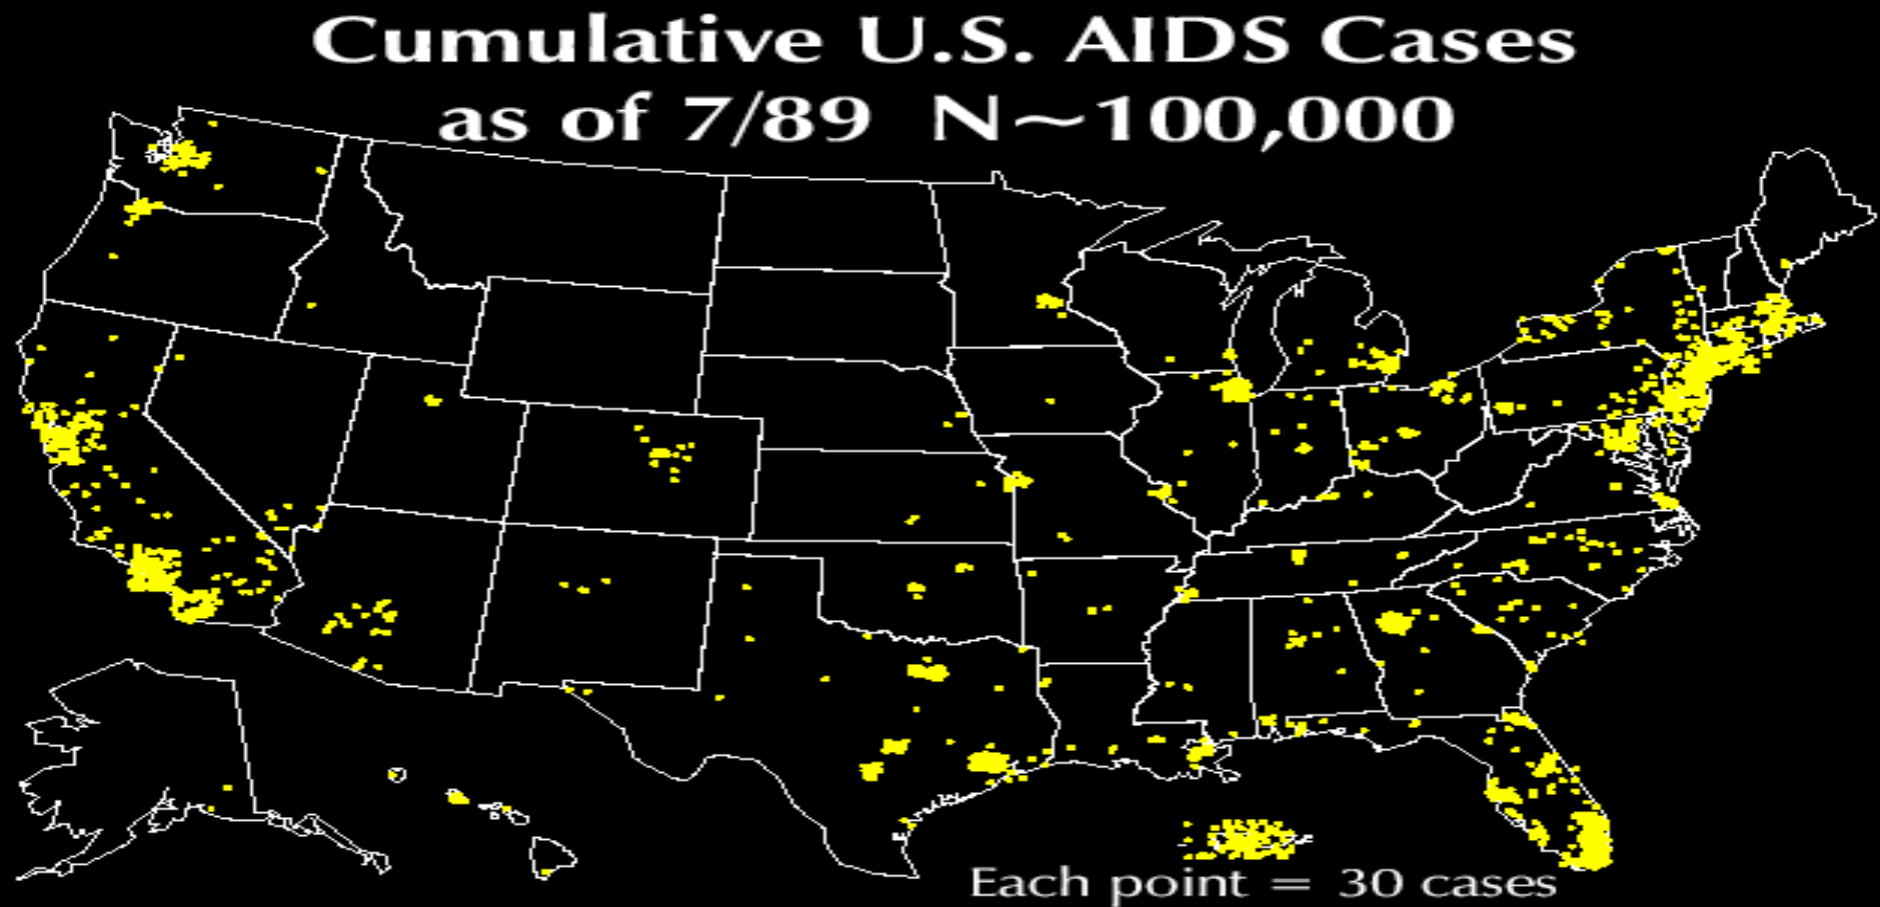 Cumulative U.S. AIDS Cases
as of 7/89 N~100,000
Each point = 30 cases